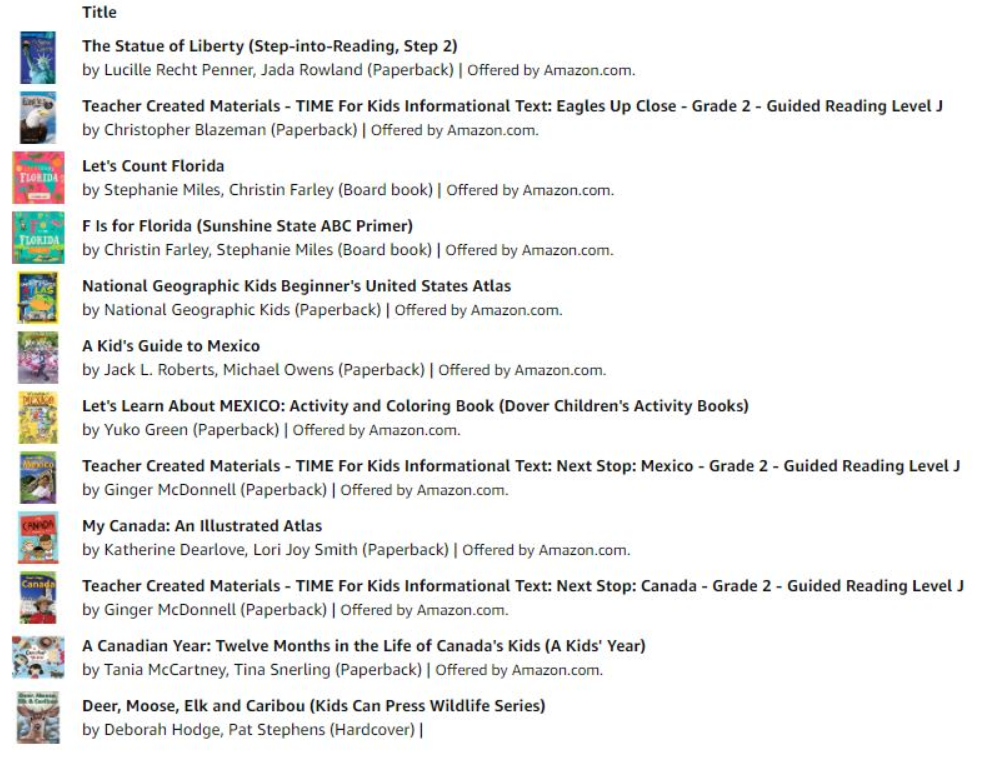 Title
The Statue of Liberty (Step-into-Reading, Step 2)
by Lucille Recht Penner, Jada Rowland (Paperback) | Offered by Amazon.com.
Teacher Created Materials - TIME For Kids Informational Text: Eagles Up Close - Grade 2 - Guided Reading Level J
by Christopher Blazeman (Paperback) | Offered by Amazon.com.
FLORIDA
Let's Count Florida
by Stephanie Miles, Christin Farley (Board book) | Offered by Amazon.com.
FLORIDA
F Is for Florida (Sunshine State ABC Primer)
by Christin Farley, Stephanie Miles (Board book) | Offered by Amazon.com.
National Geographic Kids Beginner's United States Atlas
by National Geographic Kids (Paperback) | Offered by Amazon.com.
A Kid's Guide to Mexico
by Jack L. Roberts, Michael Owens (Paperback) | Offered by Amazon.com.
MEXICO
Let's Learn About MEXICO: Activity and Coloring Book (Dover Children's Activity Books)
by Yuko Green (Paperback) | Offered by Amazon.com.
Mexico
Teacher Created Materials - TIME For Kids Informational Text: Next Stop: Mexico - Grade 2 - Guided Reading Level J
by Ginger McDonnell (Paperback) | Offered by Amazon.com.
CANADA
My Canada: An Illustrated Atlas
by Katherine Dearlove, Lori Joy Smith (Paperback) | Offered by Amazon.com.
Canada
Teacher Created Materials - TIME For Kids Informational Text: Next Stop: Canada - Grade 2 - Guided Reading Level J
by Ginger McDonnell (Paperback) | Offered by Amazon.com.
A Canadian Year: Twelve Months in the Life of Canada's Kids (A Kids' Year)
by Tania McCartney, Tina Snerling (Paperback) | Offered by Amazon.com.
Deer, Moose,
Elk & Caribou
Deer, Moose, Elk and Caribou (Kids Can Press Wildlife Series)
by Deborah Hodge, Pat Stephens (Hardcover) |